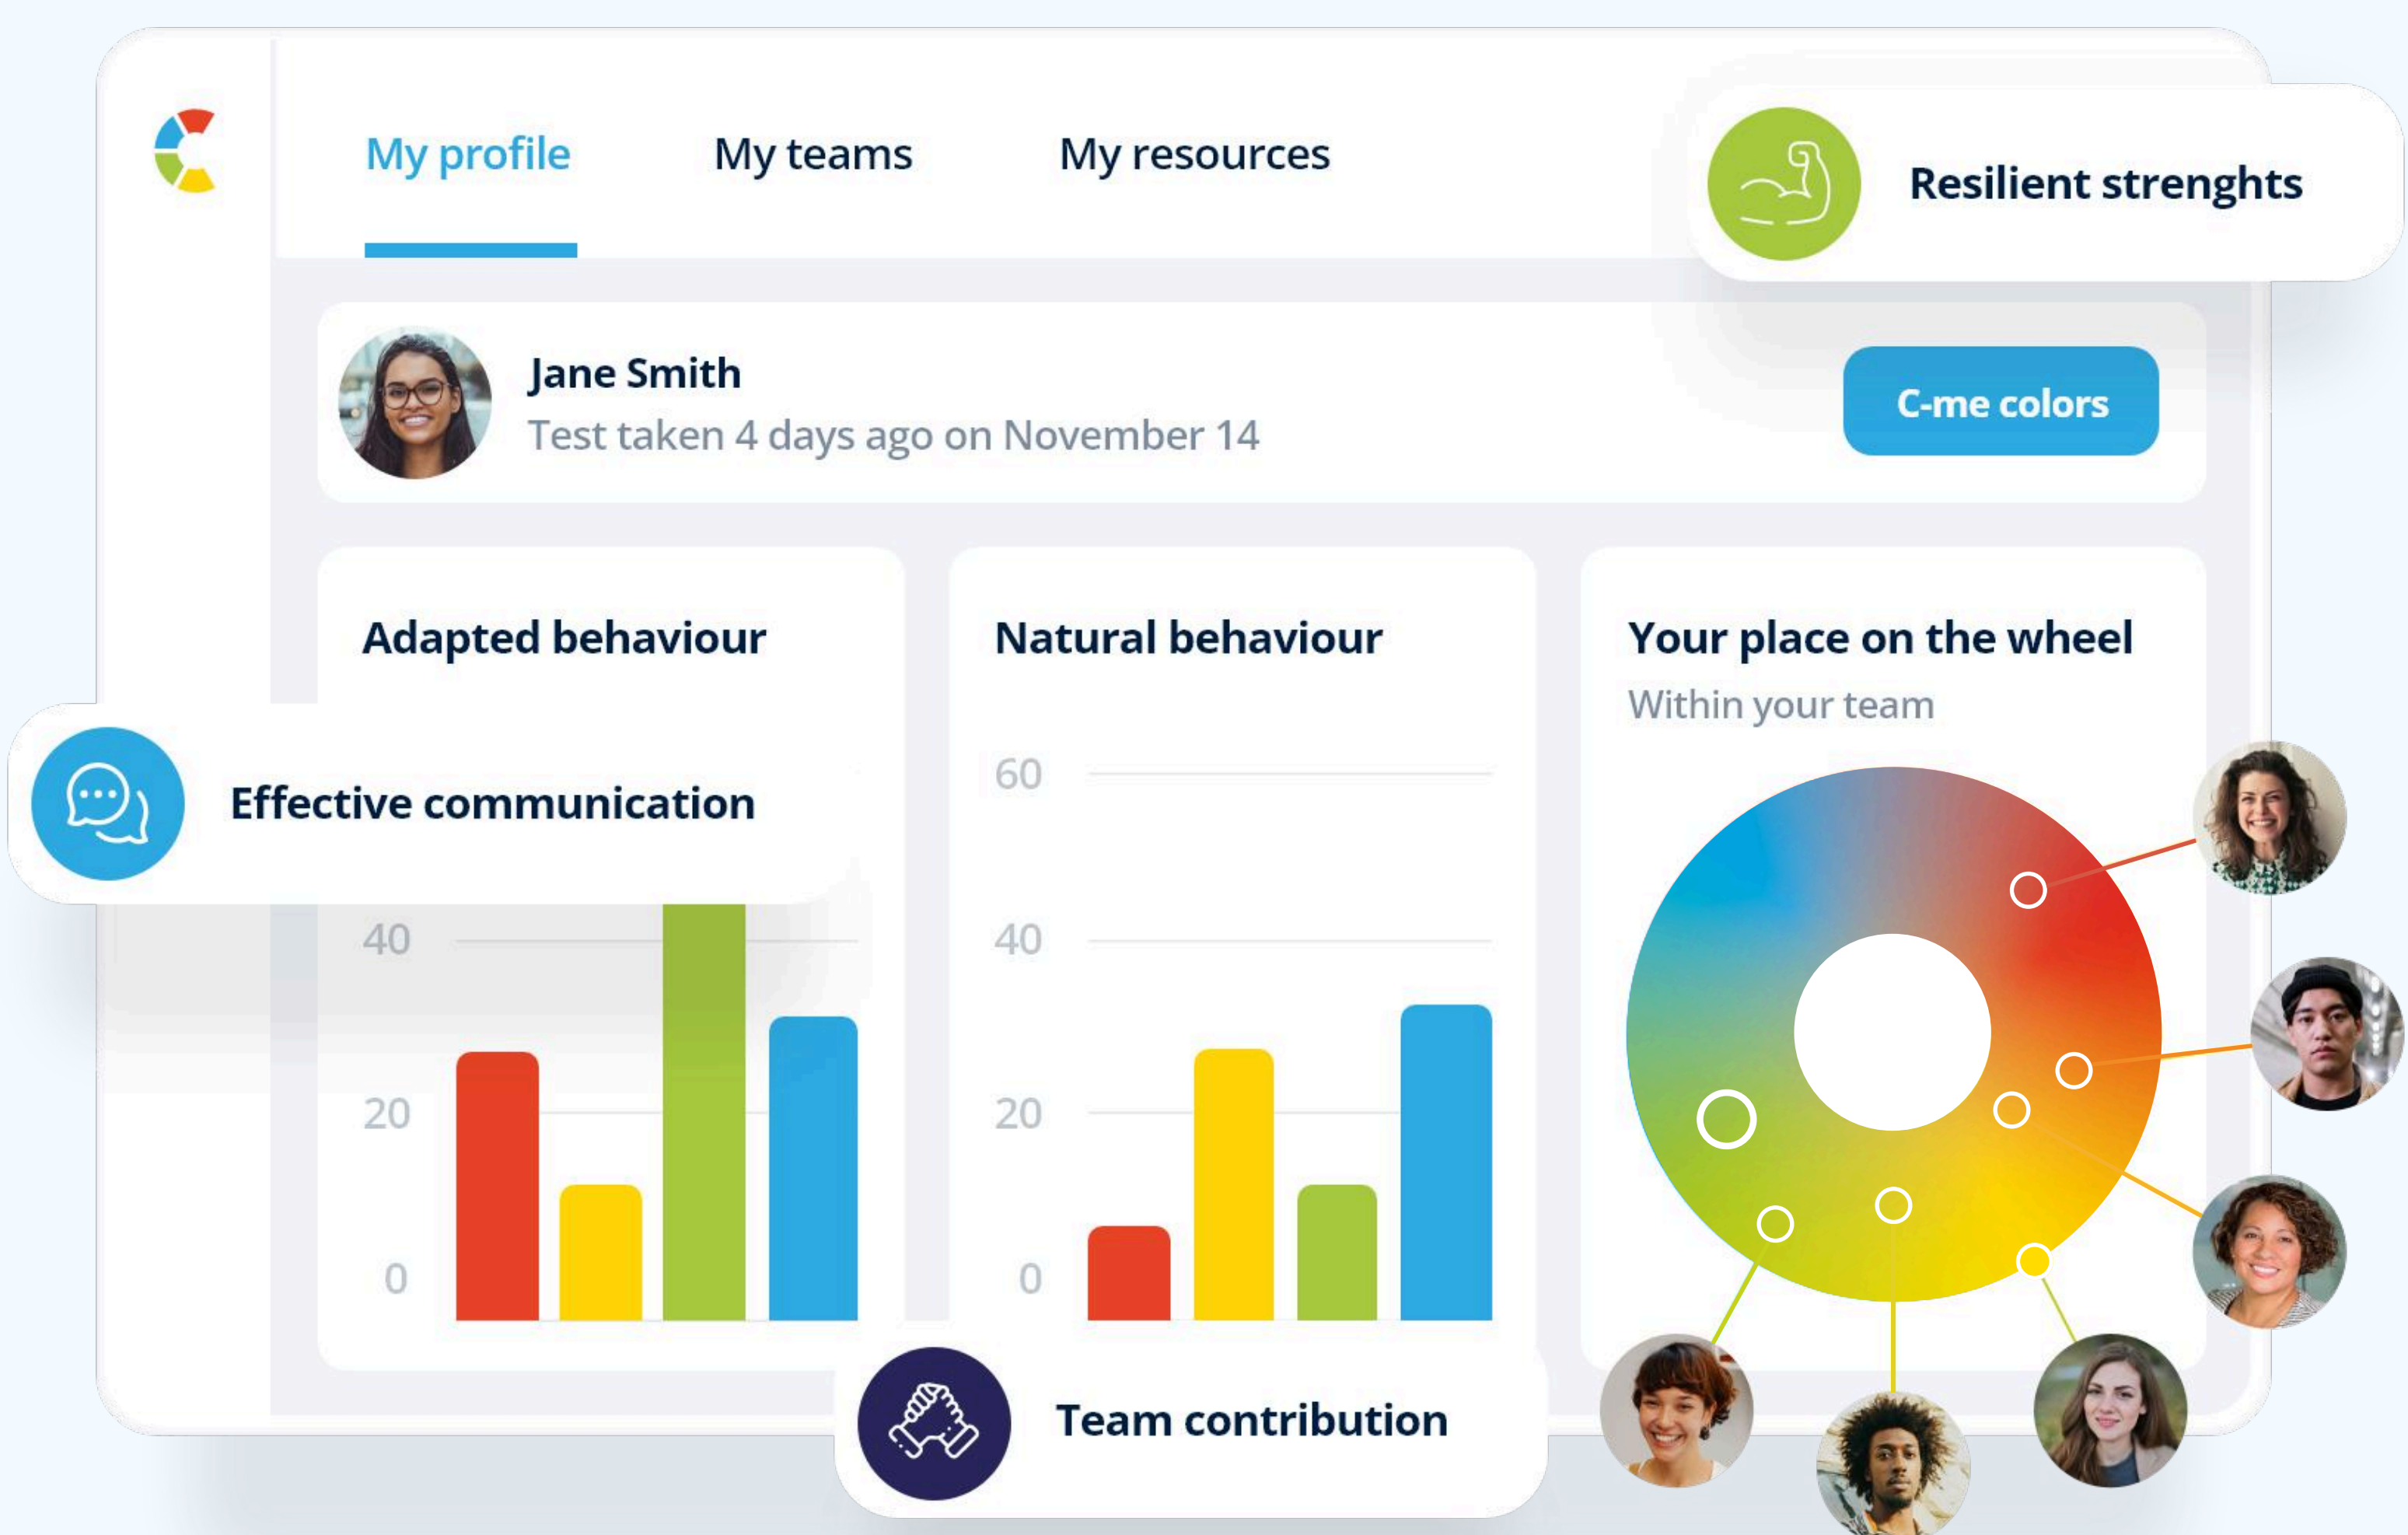 My profile
My teams
My resources
Resilient strenghts
Jane Smith
Test taken 4 days ago on November 14
C-me colors
Adapted behaviour
Natural behaviour
Your place on the wheel
Within your team
Effective communication
40
20
0
60
40
20
0
Team contribution